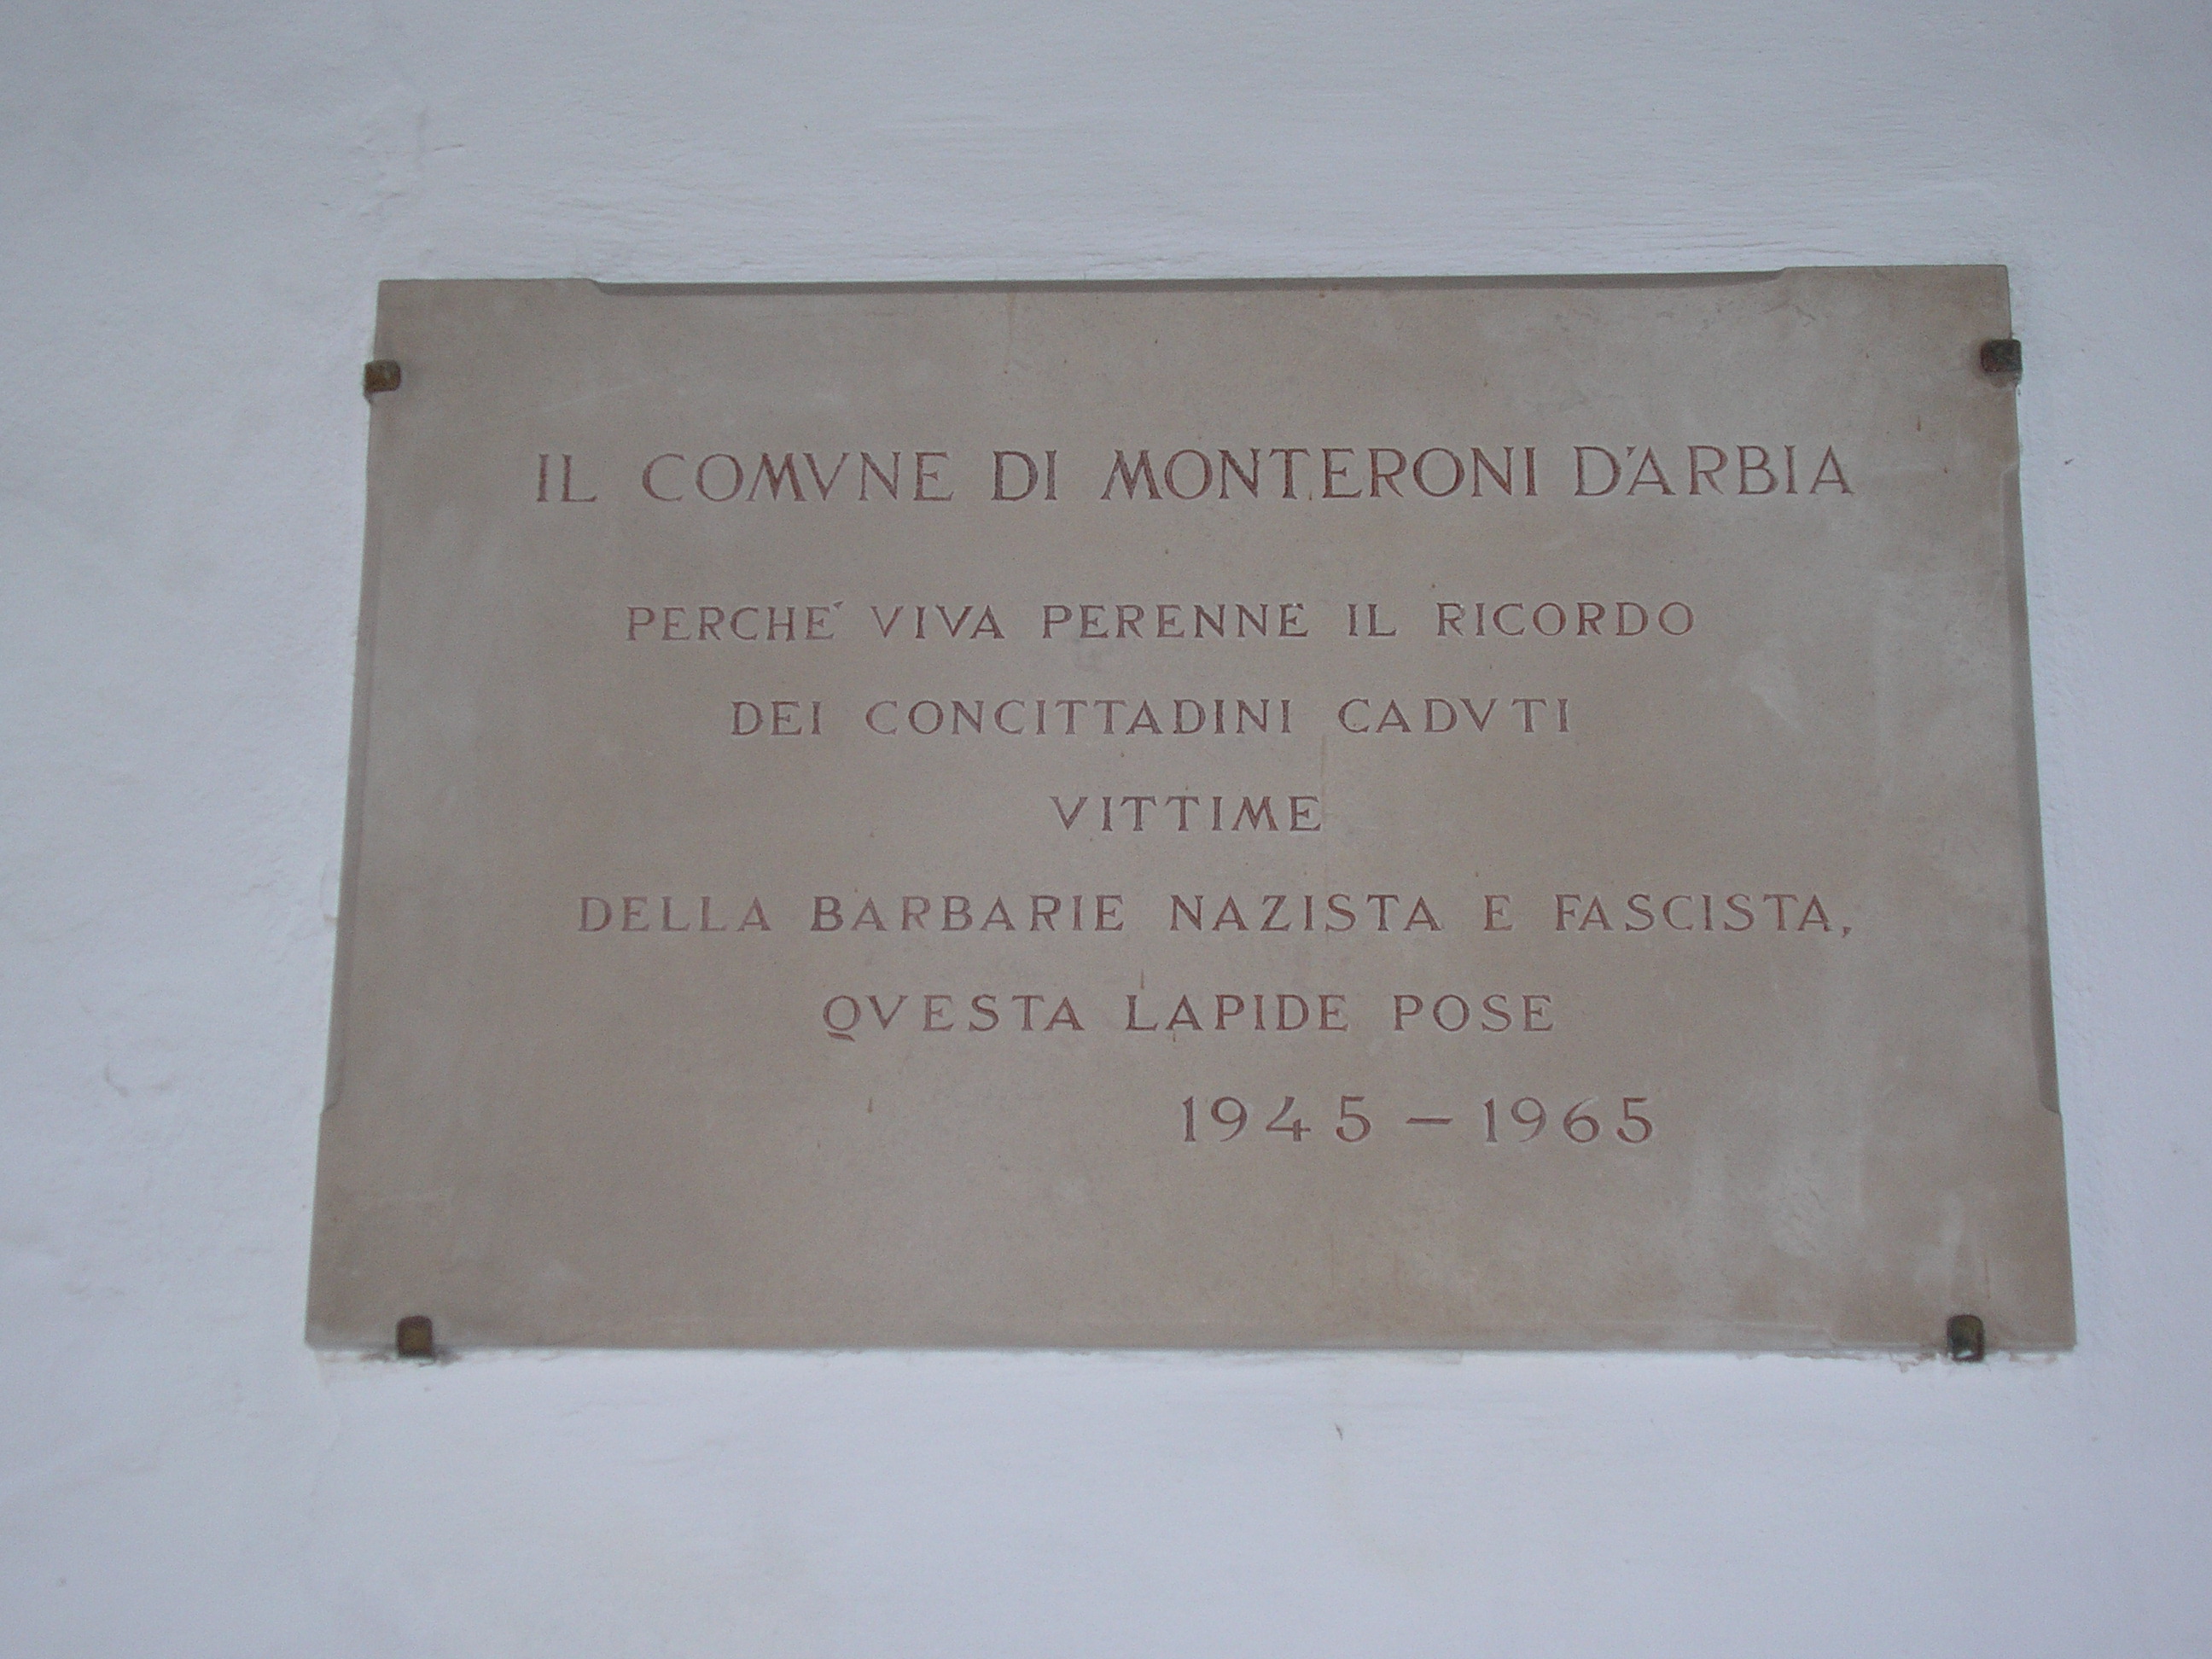 IL COMVNE DI MONTERONI D'ARBIA
PERCHE' VIVA PERENNE IL RICORDO
DEI CONCITTADINI CADVTI
VITTIME
DELLA BARBARIE NAZISTA E FASCISTA,
QVESTA LAPIDE POSE
1945 – 1965